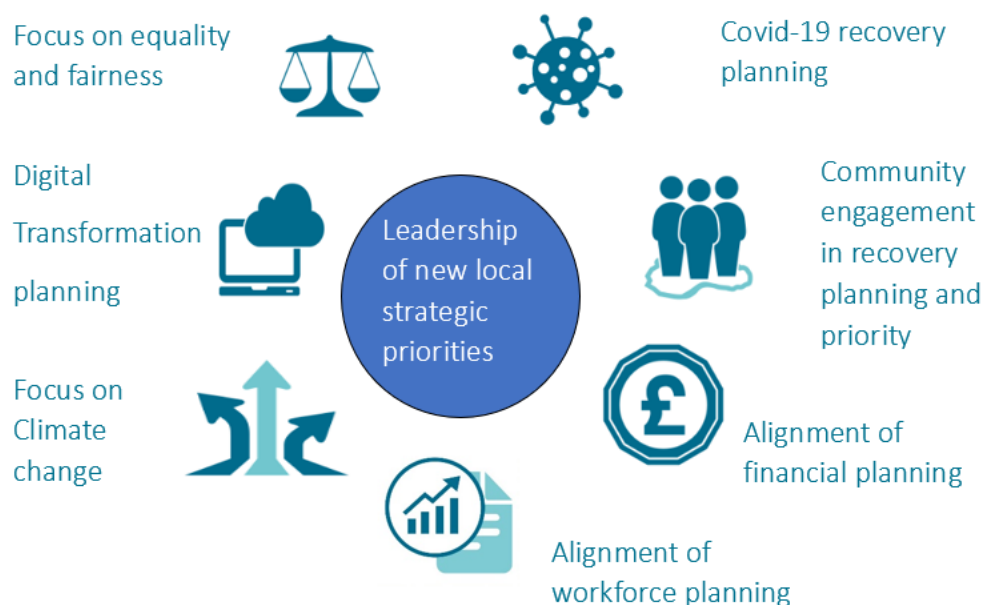 Focus on equality
and fairness
Covid-19 recovery
planning
Digital
Transformation
planning
Leadership
of new local
strategic
priorities
Community
engagement
in recovery
planning and
priority
Focus on
Climate
change
£
Alignment of
financial planning
Alignment of
workforce planning